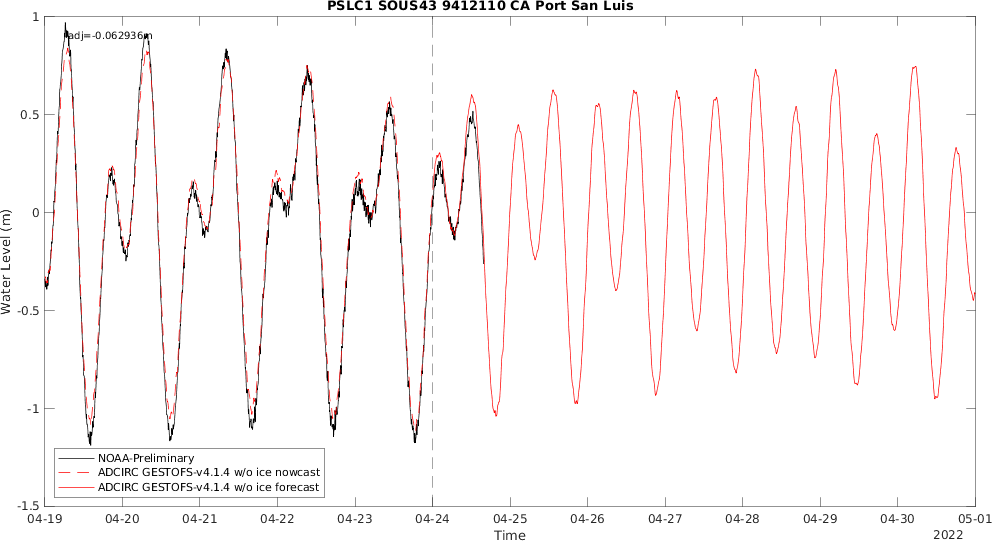 PSLC1 SOUS43 9412110 CA Port San Luis
adj=-0.062936m
1
0.5
0
-0.5
-1
-1.5
Water Level (m)
NOAA-Preliminary
ADCIRC GESTOFS-v4.1.4 w/o ice nowcast
ADCIRC GESTOFS-v4.1.4 w/o ice forecast
04-19 04-20 04-21 04-22 04-23 04-24 04-25 04-26 04-27 04-28 04-29 04-30 05-01
Time
2022